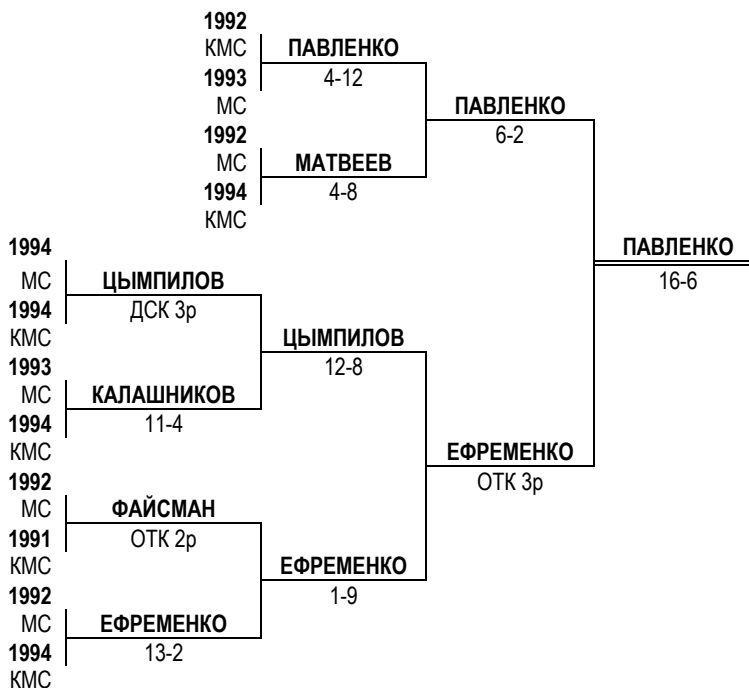 1992
КМС
ПАВЛЕНКО
1993
4-12
МС
ПАВЛЕНКО
1992
6-2
МС
МАТВЕЕВ
1994
4-8
КМС
1994
ПАВЛЕНКО
МС
ЦЫМПИЛОВ
16-6
1994
ДСК 3р
КМС
ЦЫМПИЛОВ
1993
12-8
МС
КАЛАШНИКОВ
1994
11-4
КМС
ЕФРЕМЕНКО
1992
ОТК 3р
МС
ФАЙСМАН
1991
ОТК 2р
КМС
ЕФРЕМЕНКО
1992
1-9
МС
ЕФРЕМЕНКО
1994
13-2
КМС